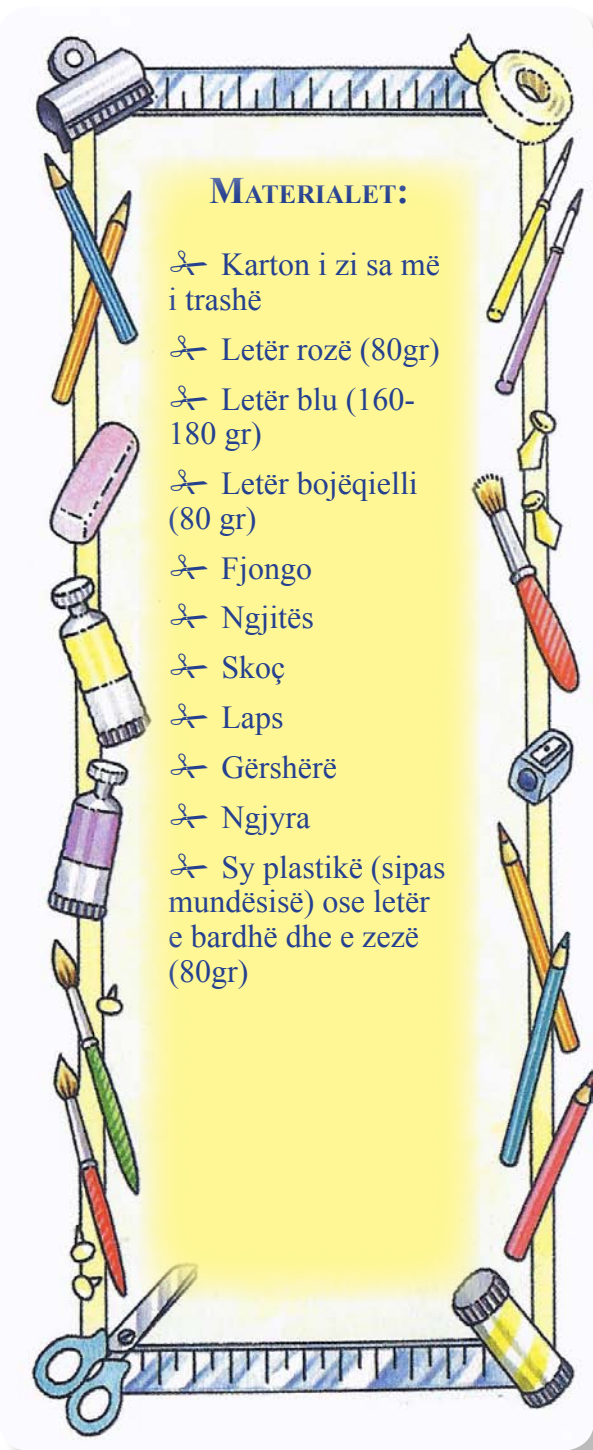 MATERIALET:
✁ Karton i zi sa më
i trashë
✁ Letër rozë (80gr)
✁ Letër blu (160-
180 gr)
✁ Letër bojëqielli
(80 gr)
✁ Fjongo
✁ Ngjitës
✁ Skoç
✁ Laps
✁ Gërshërë
✁ Ngjyra
✁ Sy plastikë (sipas
mundësisë) ose letër
e bardhë dhe e zezë
(80gr)